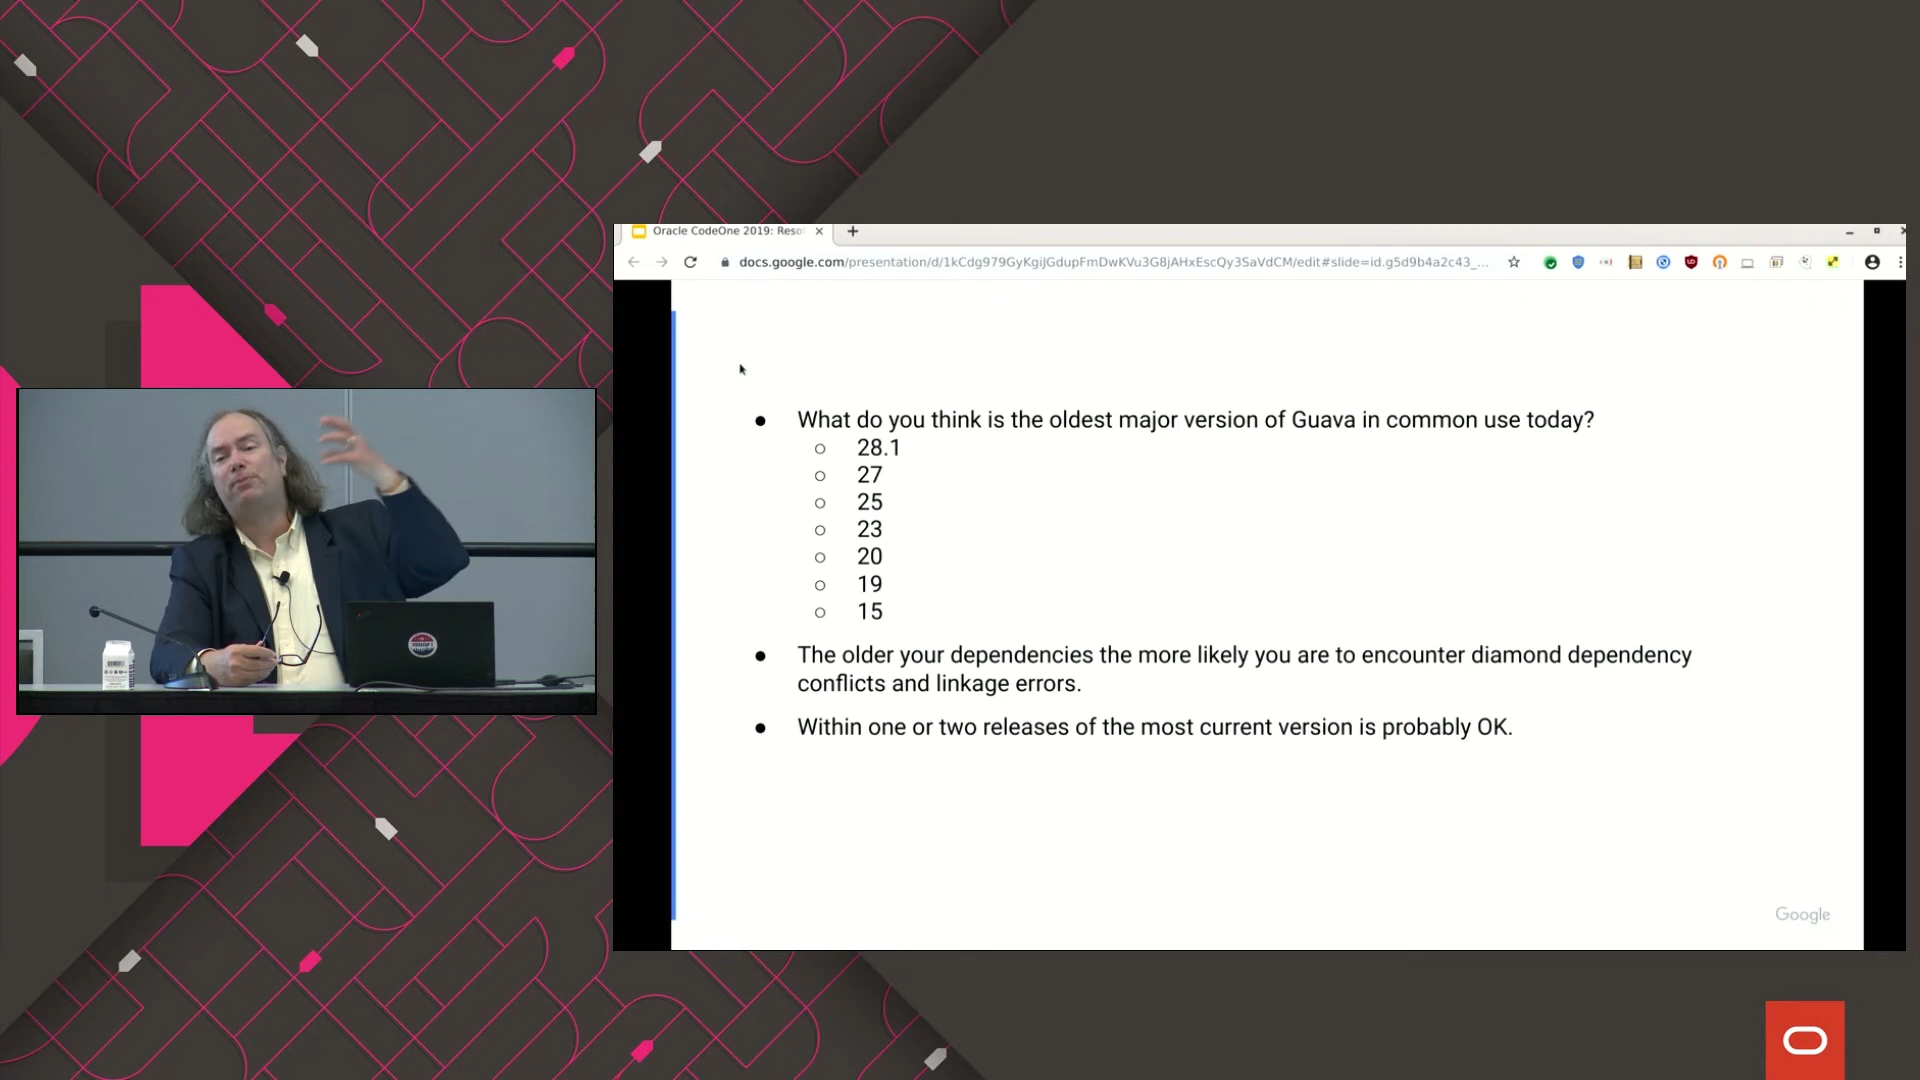 Oracle CodeOne 2019: Reso
docs.google.com/presentation/d/1kCdg979GyKgiJGdupFmDwKVu3G8jAHxEscQy3SaVdCM/edit#slide=id.g5d9b4a2c43_...
● What do you think is the oldest major version of Guava in common use today?
○ 28.1
○ 27
○ 25
○ 23
○ 20
○ 19
○ 15
● The older your dependencies the more likely you are to encounter diamond dependency
conflicts and linkage errors.
● Within one or two releases of the most current version is probably OK.
Google